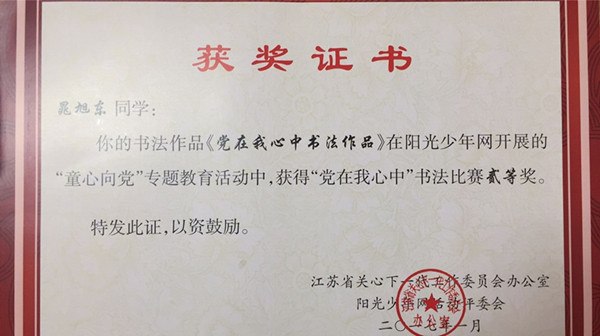 获奖证书
晁旭东同学:
你的书法作品《党在我心中书法作品》在阳光少年网开展的
“童心向党”专题教育活动中,获得“党在我心中”书法比赛贰等奖。
特发此证,以资鼓励。
江苏省关心下一代工作委员会办公室
阳光少年网活动评委会
二〇一七年一月
办公室